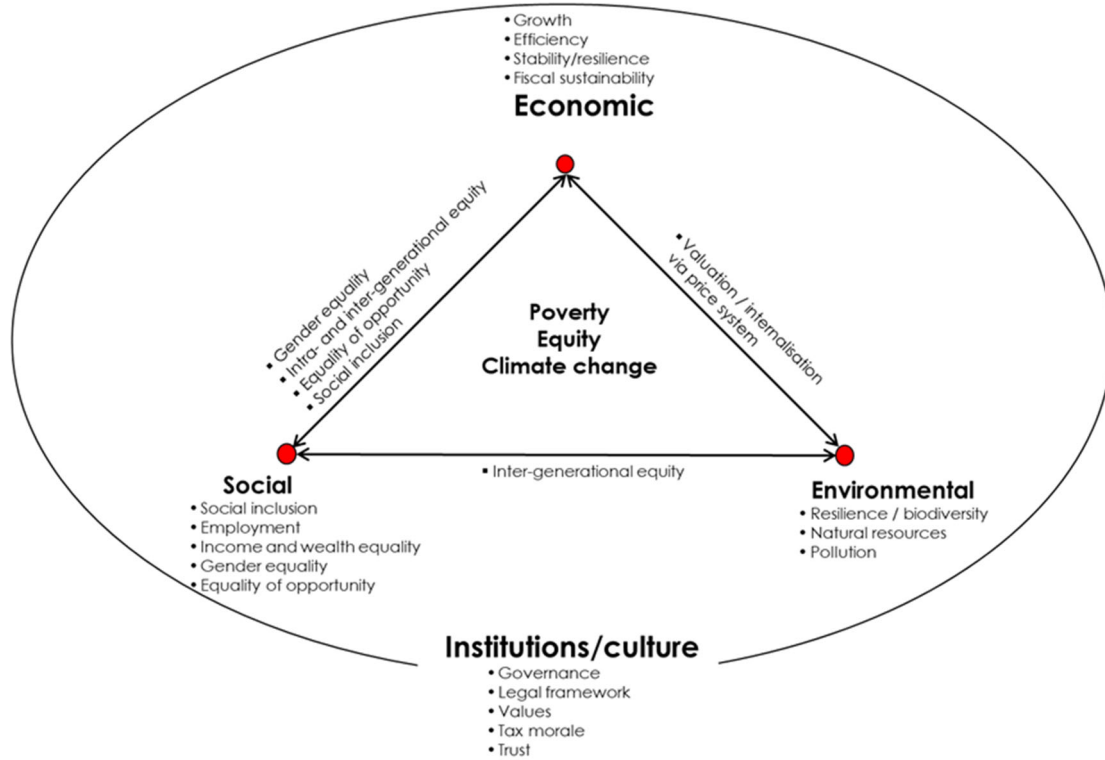 • Growth
• Efficiency
• Stability/resilience
• Fiscal sustainability
Economic
▪ Gender equality
▪ Intra- and inter-generational equity
▪ Equality of opportunity
▪ Social inclusion
▪ Valuation / internalisation
via price system
Poverty
Equity
Climate change
▪ Inter-generational equity
Social
• Social inclusion
• Employment
• Income and wealth equality
• Gender equality
• Equality of opportunity
Environmental
• Resilience / biodiversity
• Natural resources
• Pollution
Institutions/culture
• Governance
• Legal framework
• Values
• Tax morale
• Trust